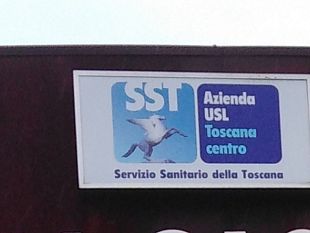 SST
Azienda
USL
Toscana
centro
Servizio Sanitario della Toscana